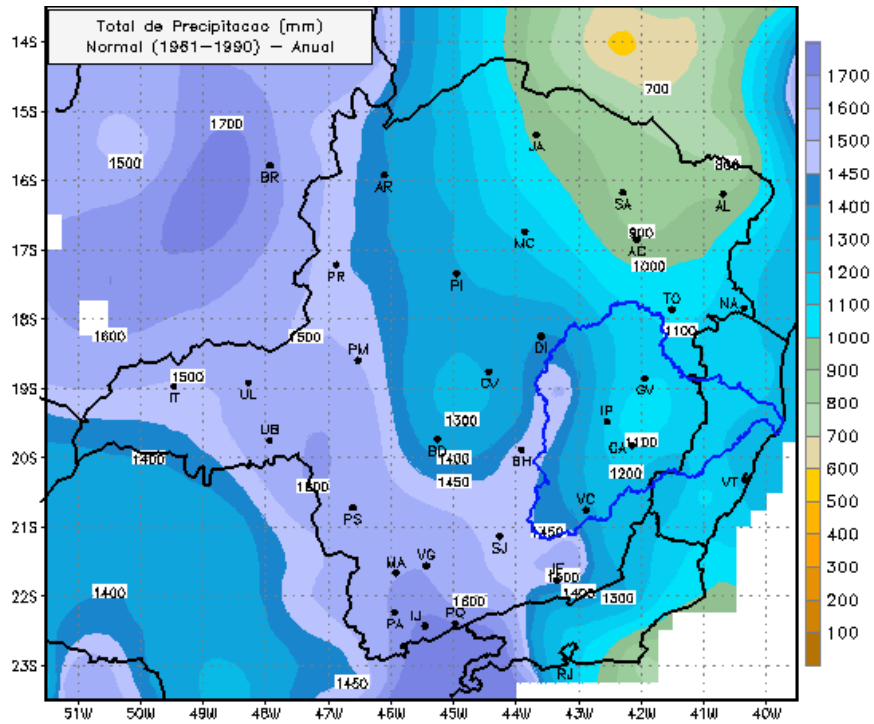 Total de Precipitacao (mm)
Normal (1961–1990) – Anual
14S
15S
16S
17S
18S
19S
20S
21S
22S
23S
51W
50W
49W
48W
47W
46W
45W
44W
43W
42W
41W
40W
1700
1600
1500
1450
1400
1300
1200
1100
1000
900
800
700
600
500
400
300
200
100
700
1700
1500
JA
BR
AR
SA
AL
900
MC
AC
1000
PR
PI
TO
NA
1600
1500
1100
DI
PM
1500
IT
UL
CV
GV
IP
1300
UB
BD
1100
CA
1400
1400
BH
1200
1450
1500
VT
PS
VC
1450
SJ
MA
VG
JF
1500
1400
1400
1600
1300
PA
IJ
PQ
RJ
1450